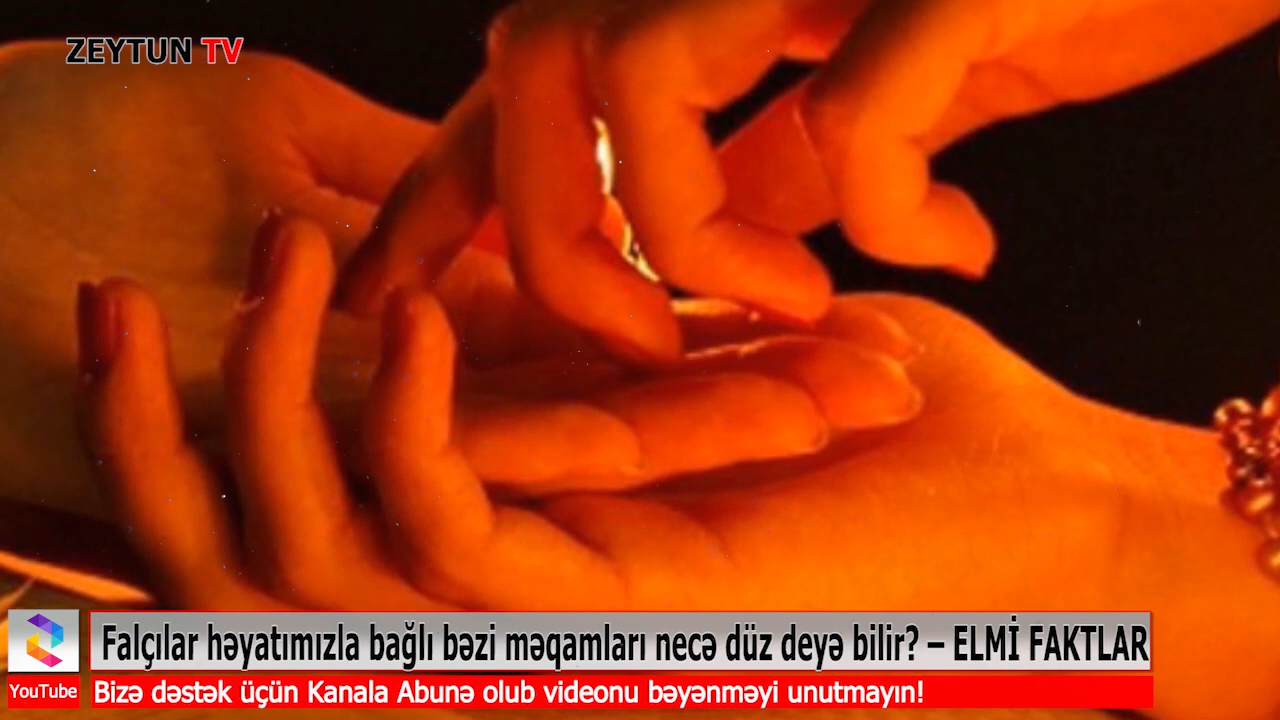 ZEYTUN TV
Falçılar həyatımızla bağlı bəzi məqamları necə düz deyə bilir? – ELMİ FAKTLAR
YouTube
Bizə dəstək üçün Kanala Abunə olub videonu bəyənməyi unutmayın!